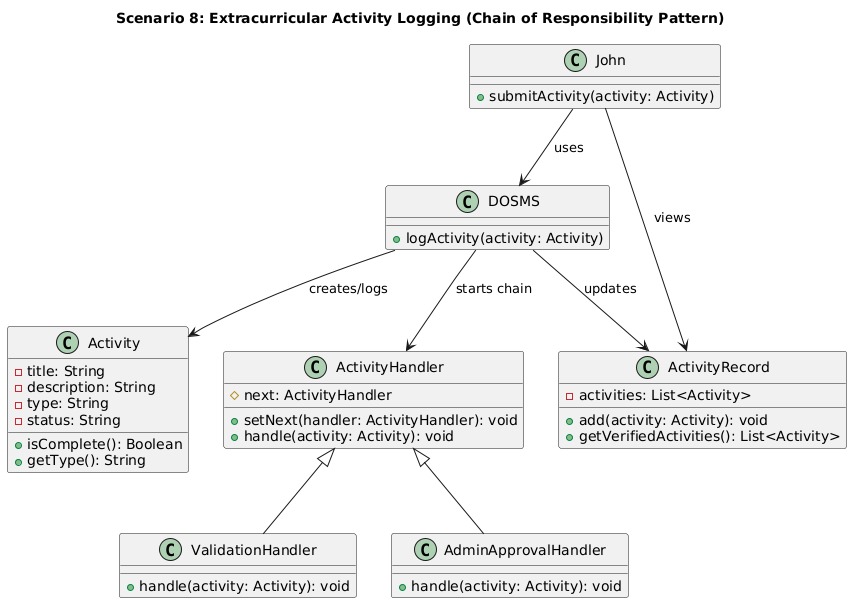 Scenario 8: Extracurricular Activity Logging (Chain of Responsibility Pattern)
C John
submitActivity(activity: Activity)
uses
C DOSMS
logActivity(activity: Activity)
views
creates/logs
starts chain
updates
C Activity
title: String
description: String
type: String
status: String
isComplete(): Boolean
getType(): String
C ActivityHandler
next: ActivityHandler
setNext(handler: ActivityHandler): void
handle(activity: Activity): void
C ActivityRecord
activities: List<Activity>
add(activity: Activity): void
getVerifiedActivities(): List<Activity>
C ValidationHandler
handle(activity: Activity): void
C AdminApprovalHandler
handle(activity: Activity): void